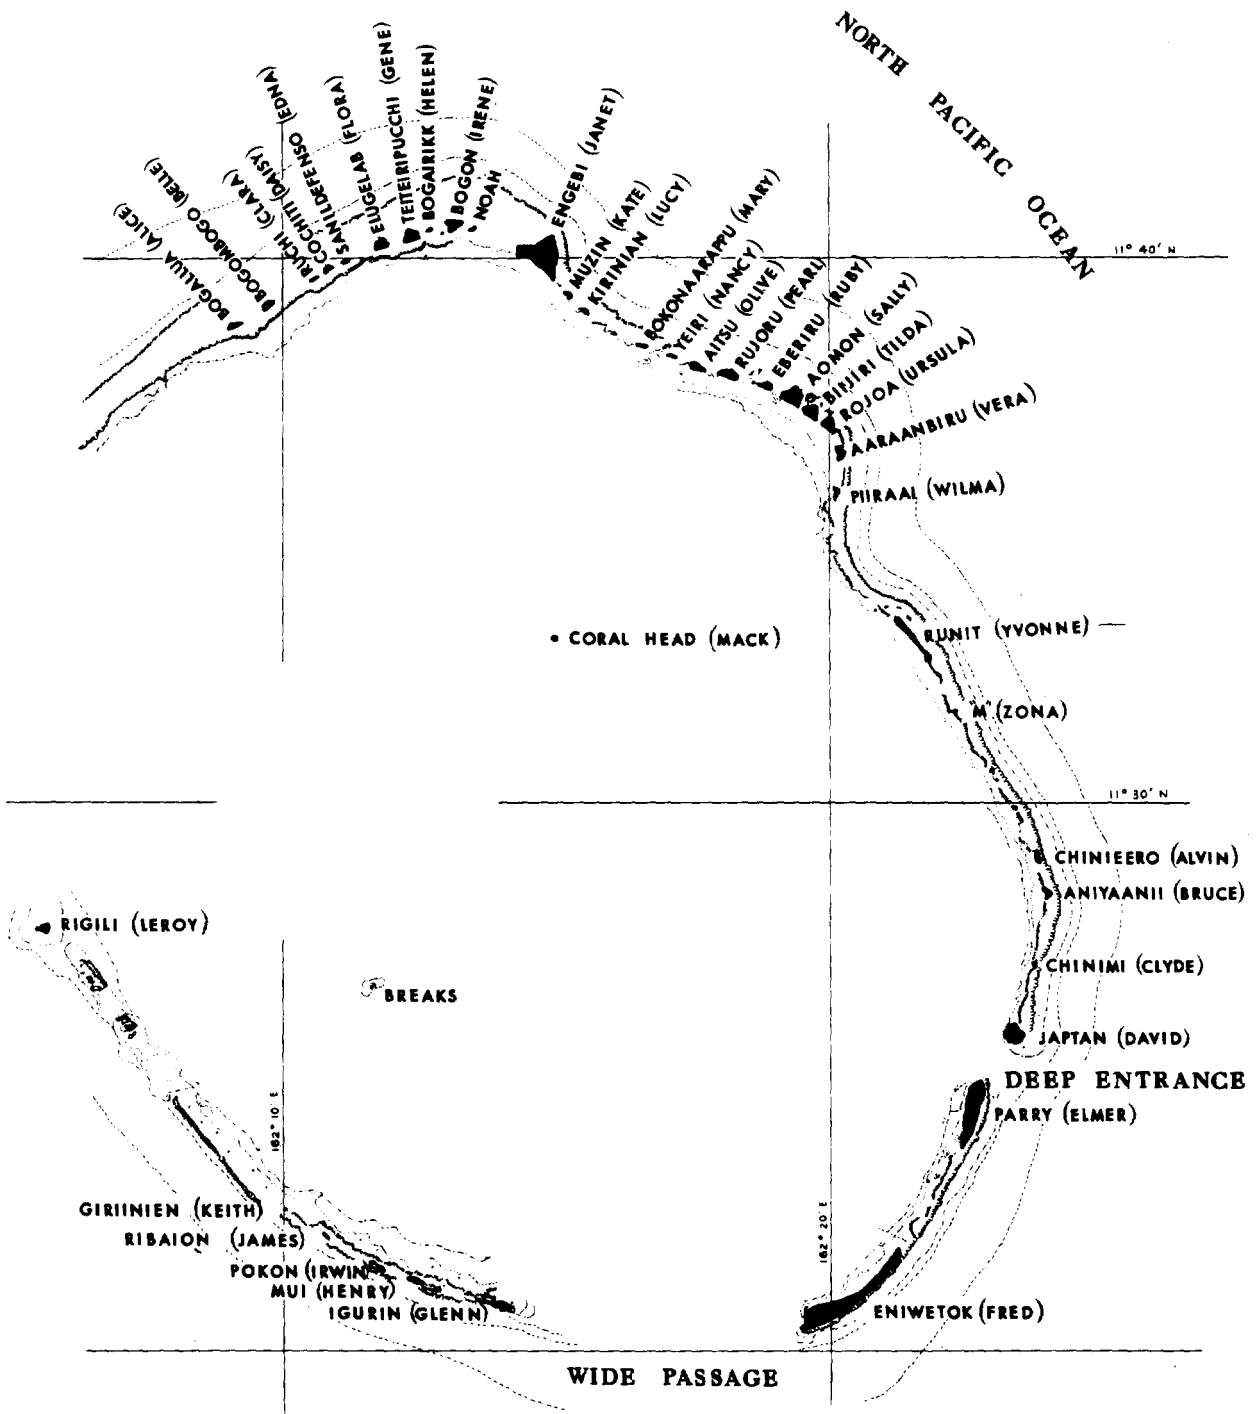 NORTH PACIFIC OCEAN
BOGALLUA (ALICE)
BOGOMBOGO (BELLE)
RUCHI (CLARA)
COCHITI (DAISY)
SANILDEFENSO (EDNA)
EUGELAB (FLORA)
TEITEIRIPUCCHI (GENE)
BOGAIRIKK (HELEN)
BOGON (IRENE)
NOAH
ENGEBI (JANET)
MUZIN (KATE)
KIRINIAN (LUCY)
BOKONAARAPPU (MARY)
YEIRI (NANCY)
AITSU (OLIVE)
RUJORU (PEARL)
EBERIRU (RUBY)
AOMON (SALLY)
BIIJIRI (TILDA)
ROJOA (URSULA)
AARAANBIRU (VERA)
PIIRAAL (WILMA)
11° 40' N
RUNIT (YVONNE)
CORAL HEAD (MACK)
"M" (ZONA)
11° 30' N
CHINIEERO (ALVIN)
ANIYAANII (BRUCE)
RIGILI (LEROY)
CHINIMI (CLYDE)
BREAKS
JAPTAN (DAVID)
DEEP ENTRANCE
PARRY (ELMER)
162° 10' E
162° 20' E
GIRIINIEN (KEITH)
RIBAION (JAMES)
POKON (IRWIN)
MUI (HENRY)
IGURIN (GLENN)
ENIWETOK (FRED)
WIDE PASSAGE